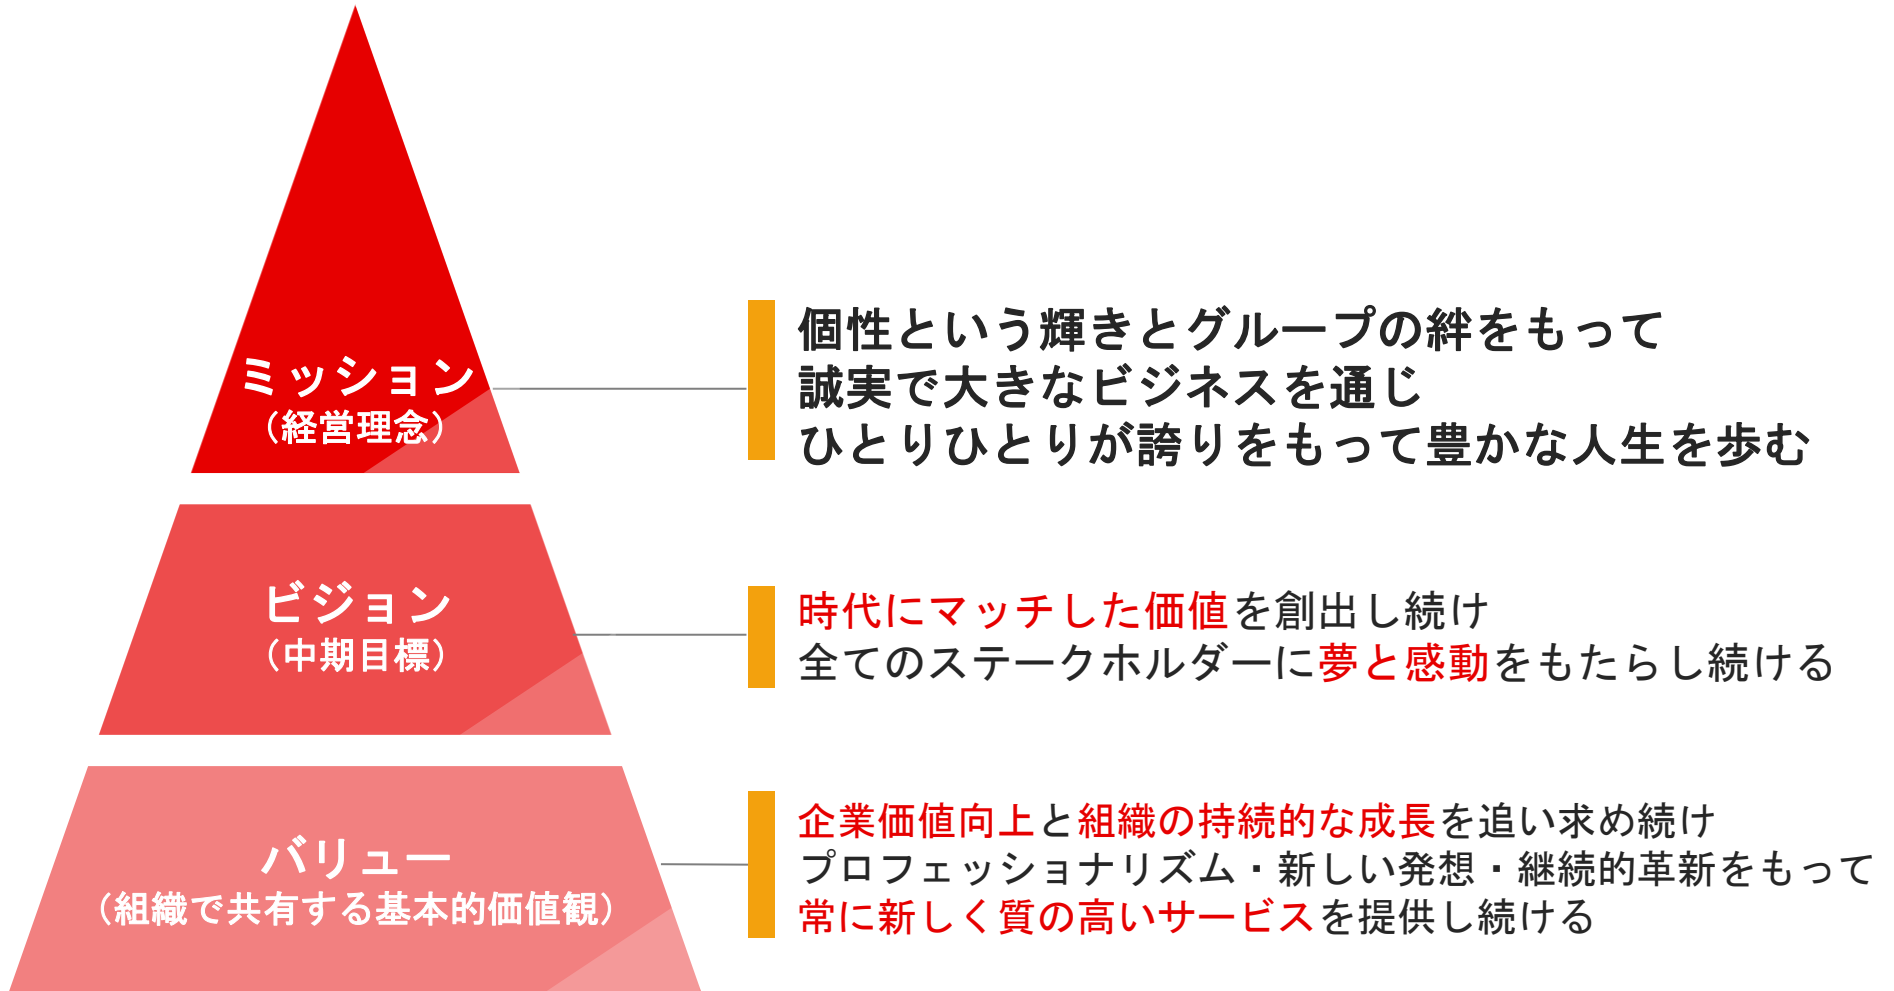 ミッション
（経営理念）
個性という輝きとグループの絆をもって
誠実で大きなビジネスを通じ
ひとりひとりが誇りをもって豊かな人生を歩む
ビジョン
（中期目標）
時代にマッチした価値を創出し続け
全てのステークホルダーに夢と感動をもたらし続ける
バリュー
（組織で共有する基本的価値観）
企業価値向上と組織の持続的な成長を追い求め続け
プロフェッショナリズム・新しい発想・継続的革新をもって
常に新しく質の高いサービスを提供し続ける